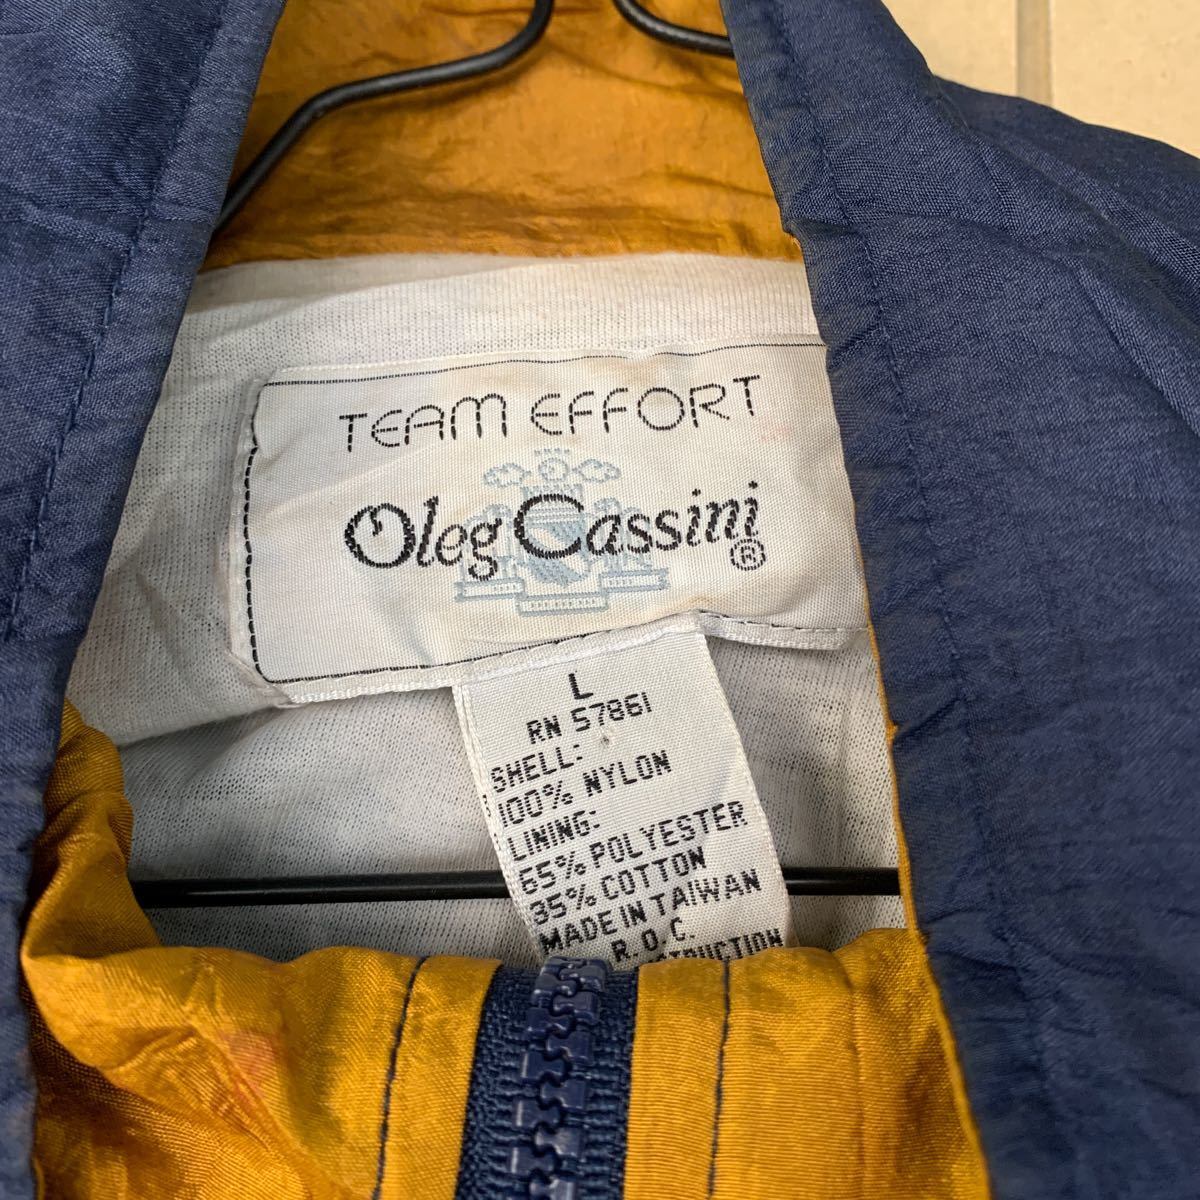 TEAM EFFORT
Oleg Cassini®
L
RN 57861
SHELL:
100% NYLON
LINING:
65% POLYESTER
35% COTTON
MADE IN TAIWAN
R.O.C.